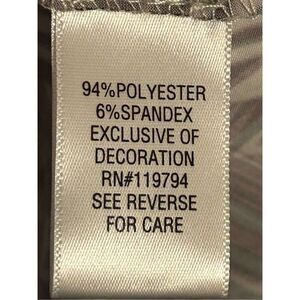 94%POLYESTER
6%SPANDEX
EXCLUSIVE OF
DECORATION
RN#119794
SEE REVERSE
FOR CARE